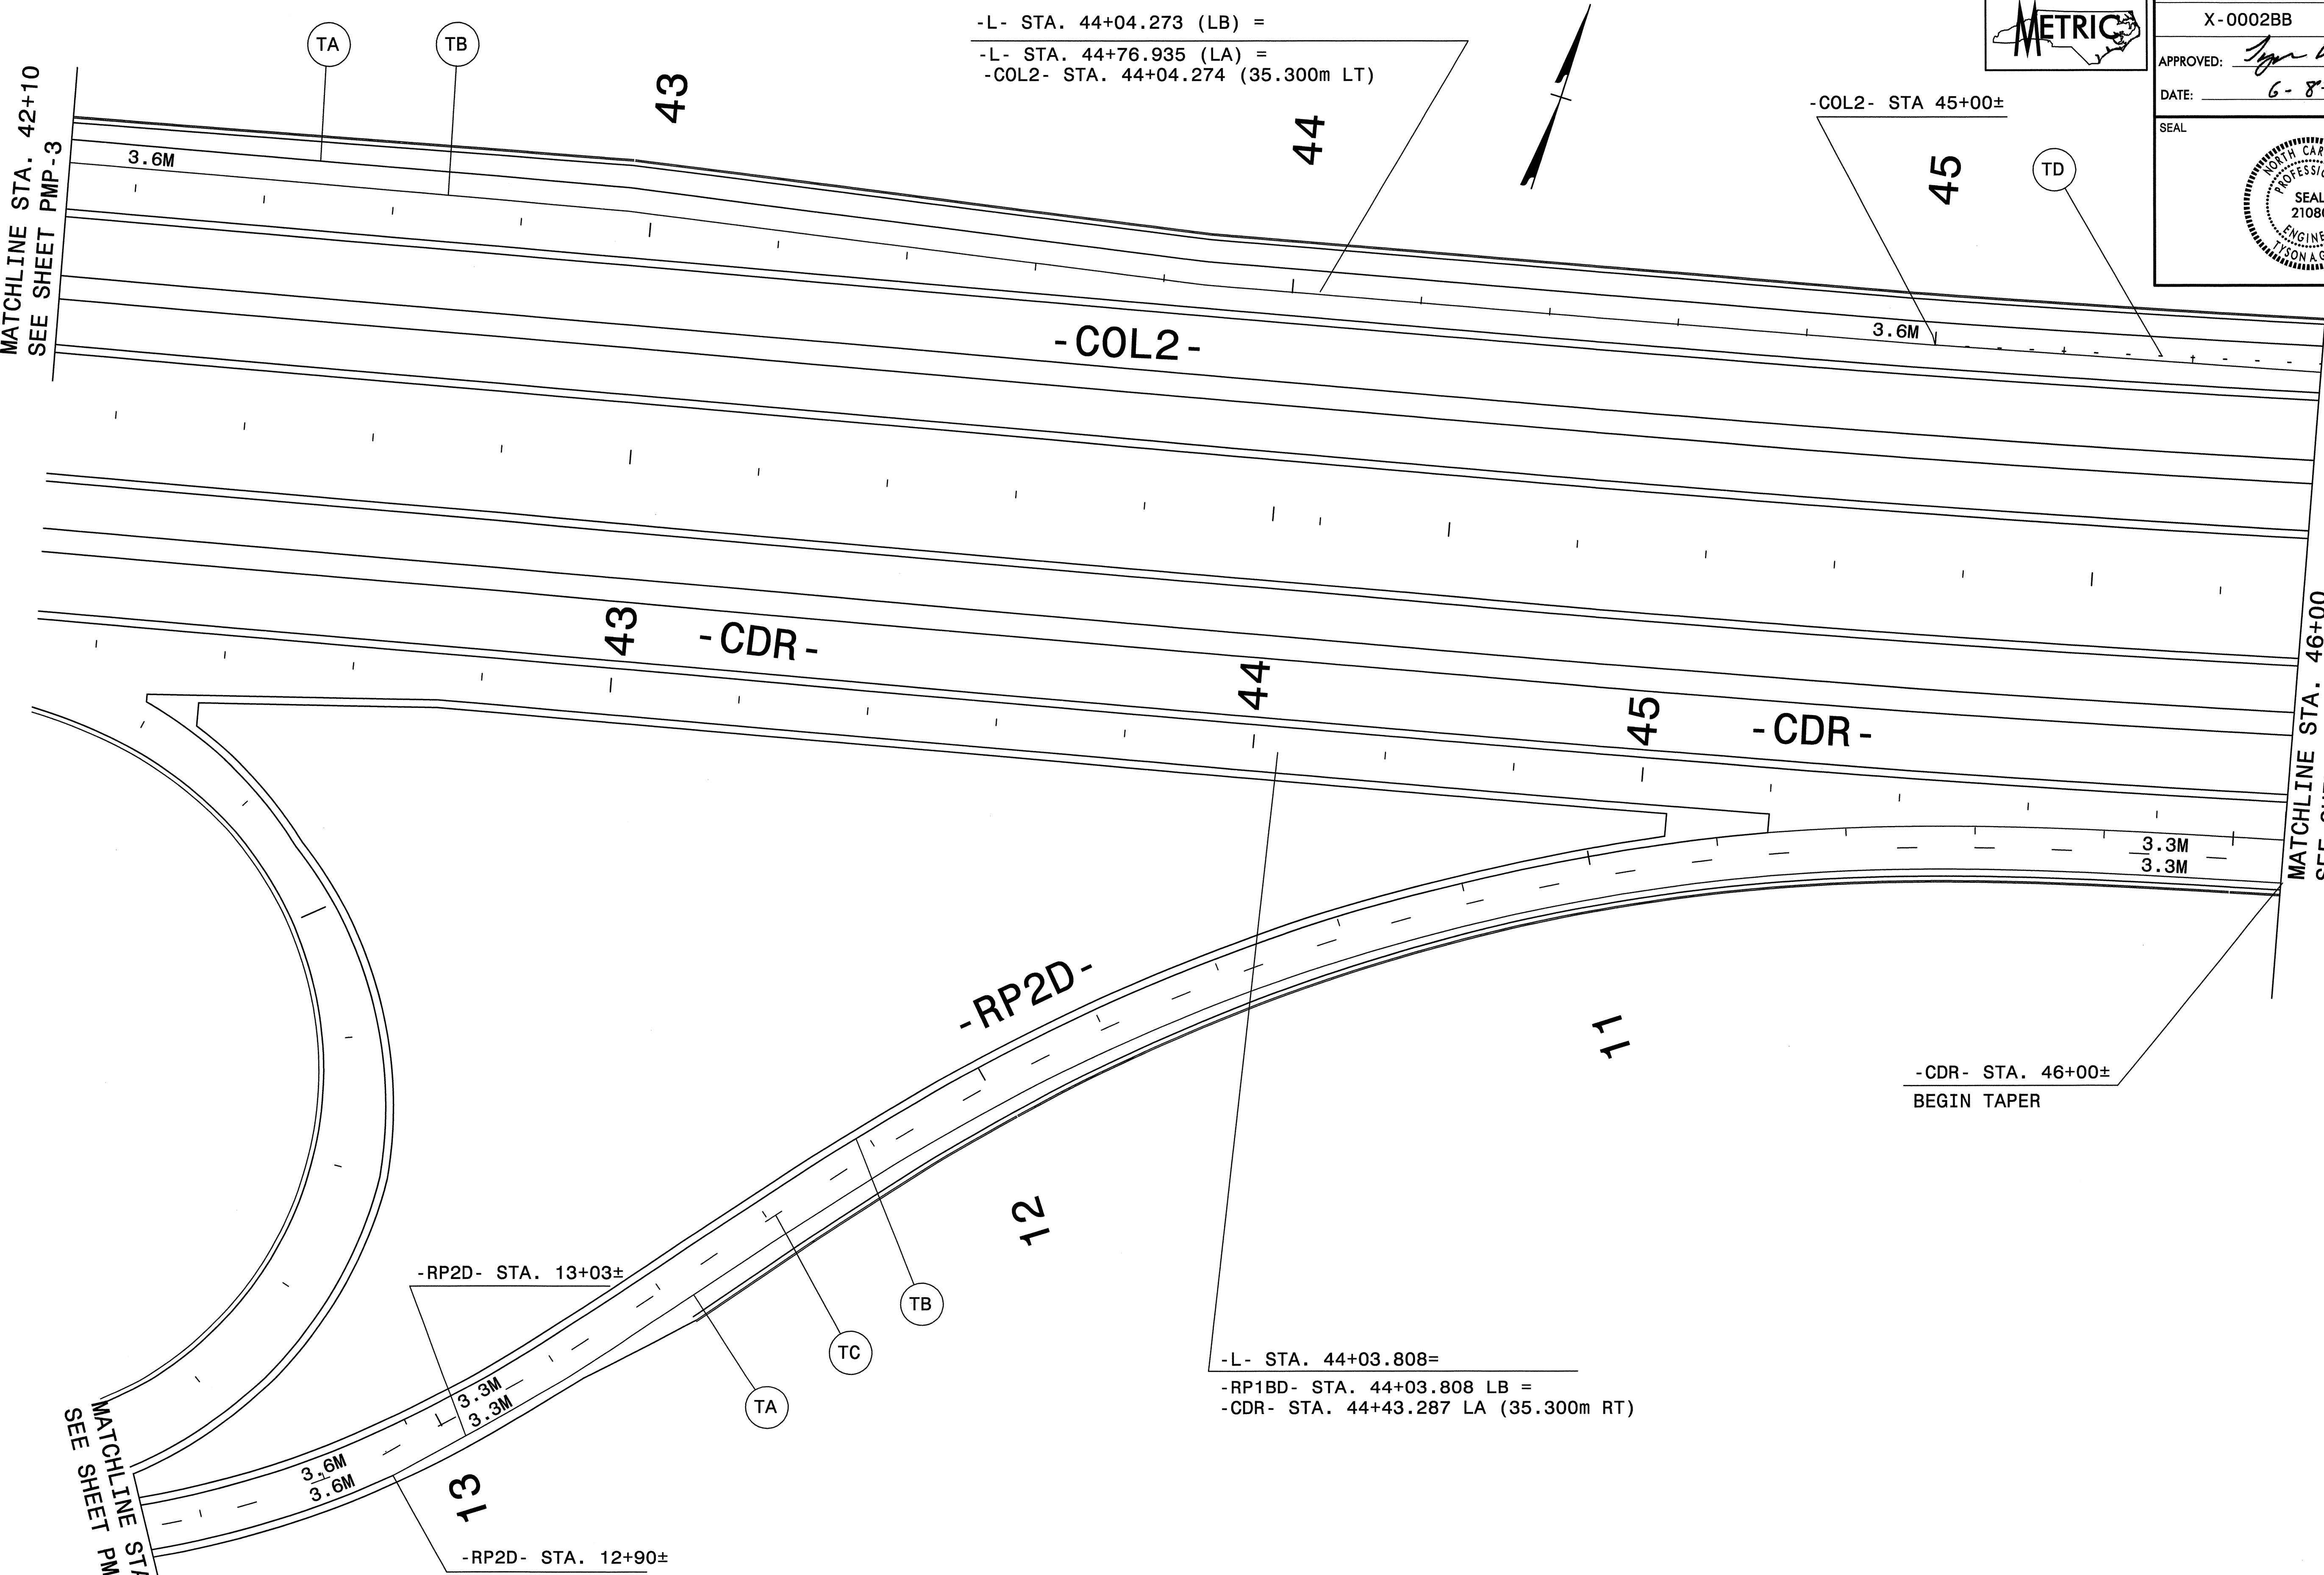 -L- STA. 44+04.273 (LB) =
-L- STA. 44+76.935 (LA) =
-COL2- STA. 44+04.274 (35.300m LT)
METRIC
X-0002BB
APPROVED:
DATE: 6-8-
SEAL
SEAL
TYSON A.
TA
TB
MATCHLINE STA. 42+10
SEE SHEET PMP-3
43
44
-COL2- STA 45+00±
45
TD
3.6M
3.6M
-COL2-
43
-CDR-
44
45
-CDR-
MATCHLINE STA. 46+00
3.3M
3.3M
-RP2D-
11
-CDR- STA. 46+00±
BEGIN TAPER
12
-RP2D- STA. 13+03±
TB
TC
TA
-L- STA. 44+03.808=
-RP1BD- STA. 44+03.808 LB =
-CDR- STA. 44+43.287 LA (35.300m RT)
3.3M
3.3M
3.6M
3.6M
13
MATCHLINE
SEE SHEET
-RP2D- STA. 12+90±